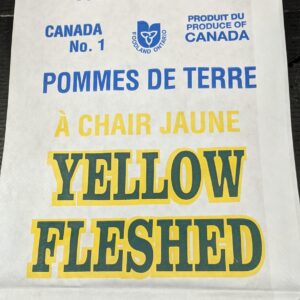 CANADA
No. 1
FOODLAND ONTARIO
PRODUIT DU
PRODUCE OF
CANADA
POMMES DE TERRE
À CHAIR JAUNE
YELLOW
FLESHED